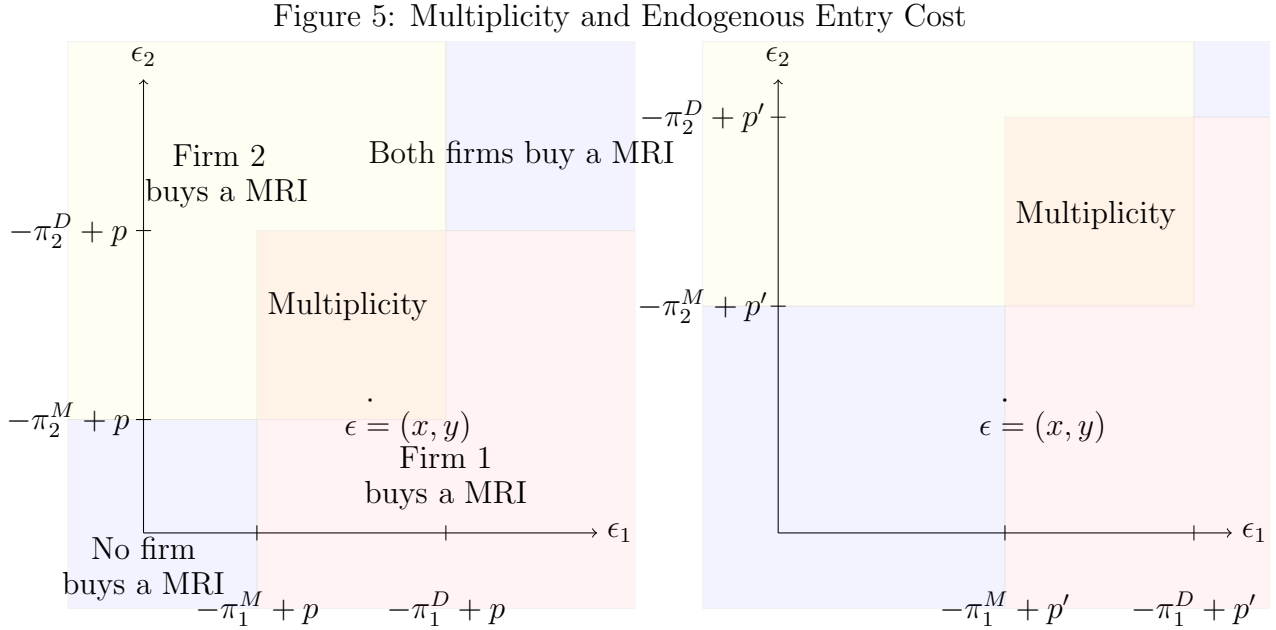 Figure 5: Multiplicity and Endogenous Entry Cost
ϵ₂
Firm 2
buys a MRI
Both firms buy a MRI
−π₂ᴰ + p
Multiplicity
−π₂ᴹ + p
ϵ = (x, y)
Firm 1
buys a MRI
ϵ₁
No firm
buys a MRI
−π₁ᴹ + p
−π₁ᴰ + p
ϵ₂
−π₂ᴰ + p′
Multiplicity
−π₂ᴹ + p′
ϵ = (x, y)
ϵ₁
−π₁ᴹ + p′
−π₁ᴰ + p′